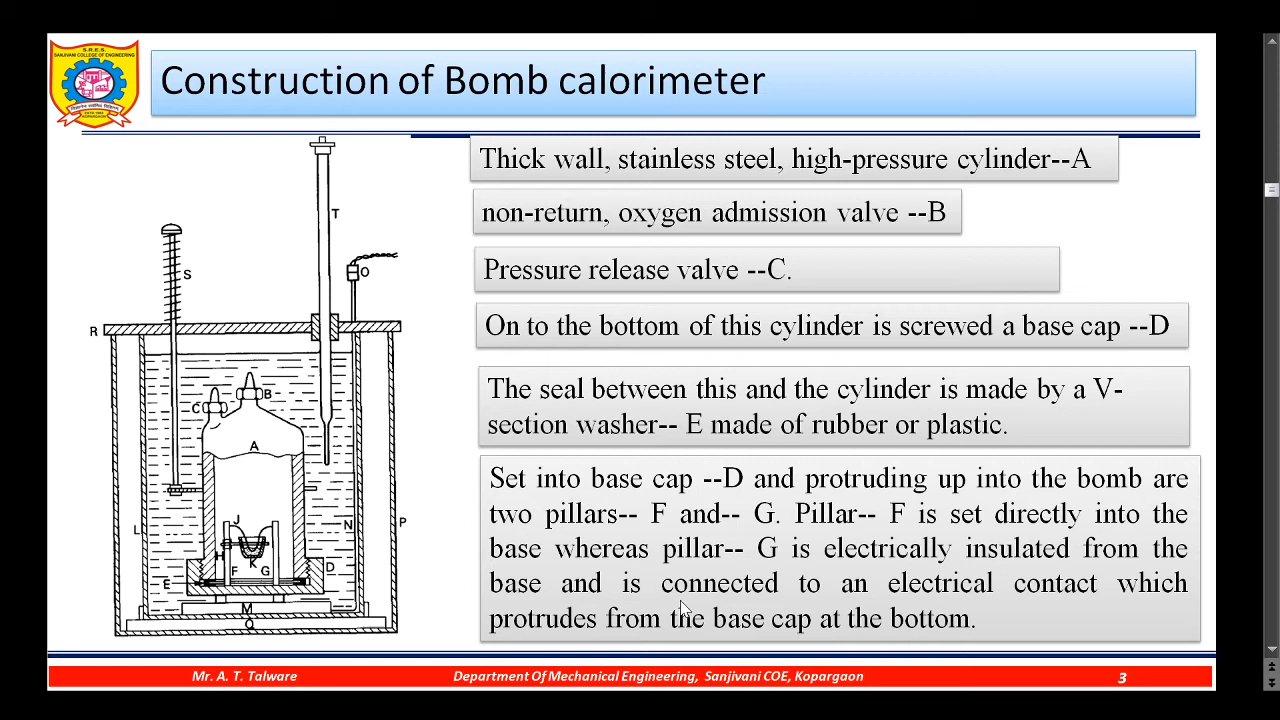 S.R.E.S.
SANJIVANI COLLEGE OF ENGINEERING
Construction of Bomb calorimeter
Thick wall, stainless steel, high-pressure cylinder--A
non-return, oxygen admission valve --B
Pressure release valve --C.
On to the bottom of this cylinder is screwed a base cap --D
The seal between this and the cylinder is made by a V-
section washer-- E made of rubber or plastic.
Set into base cap --D and protruding up into the bomb are
two pillars-- F and-- G. Pillar-- F is set directly into the
base whereas pillar-- G is electrically insulated from the
base and is connected to an electrical contact which
protrudes from the base cap at the bottom.
T
S
O
R
B
C
A
J
L
N
P
H
K
F
G
D
E
M
Q
Mr. A. T. Talware
Department Of Mechanical Engineering, Sanjivani COE, Kopargaon
3